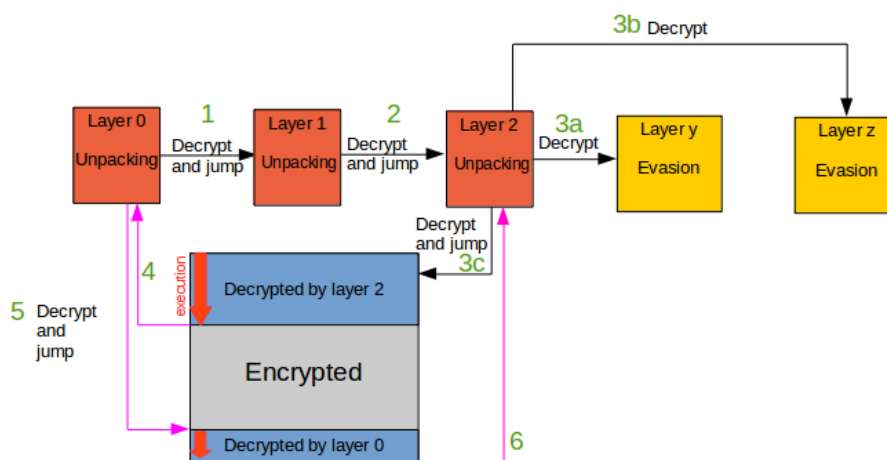 3b Decrypt
Layer 0
Unpacking
1
Decrypt
and jump
Layer 1
Unpacking
2
Decrypt
and jump
Layer 2
Unpacking
3a
Decrypt
Layer y
Evasion
Layer z
Evasion
Decrypt
and jump
3c
4
execution
Decrypted by layer 2
5 Decrypt
and
jump
Encrypted
Decrypted by layer 0
6